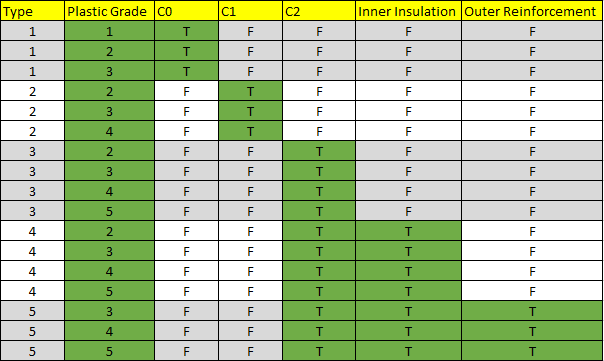 Type Plastic Grade C0 C1 C2 Inner Insulation Outer Reinforcement
1 1 T F F F F
1 2 T F F F F
1 3 T F F F F
2 2 F T F F F
2 3 F T F F F
2 4 F T F F F
3 2 F F T F F
3 3 F F T F F
3 4 F F T F F
3 5 F F T F F
4 2 F F T T F
4 3 F F T T F
4 4 F F T T F
4 5 F F T T F
5 3 F F T T T
5 4 F F T T T
5 5 F F T T T